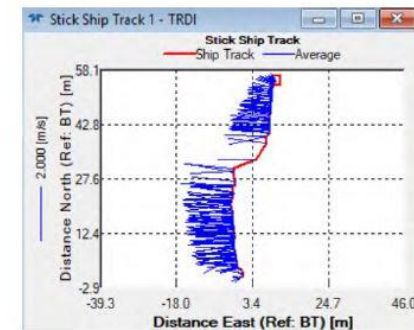 Stick Ship Track 1 - TRDI
Stick Ship Track
Ship Track Average
2.000 [m/s]
Distance North (Ref: BT) [m]
58.1
42.8
27.6
12.4
-2.9
-39.3 -18.0 3.4 24.7 46.0
Distance East (Ref: BT) [m]